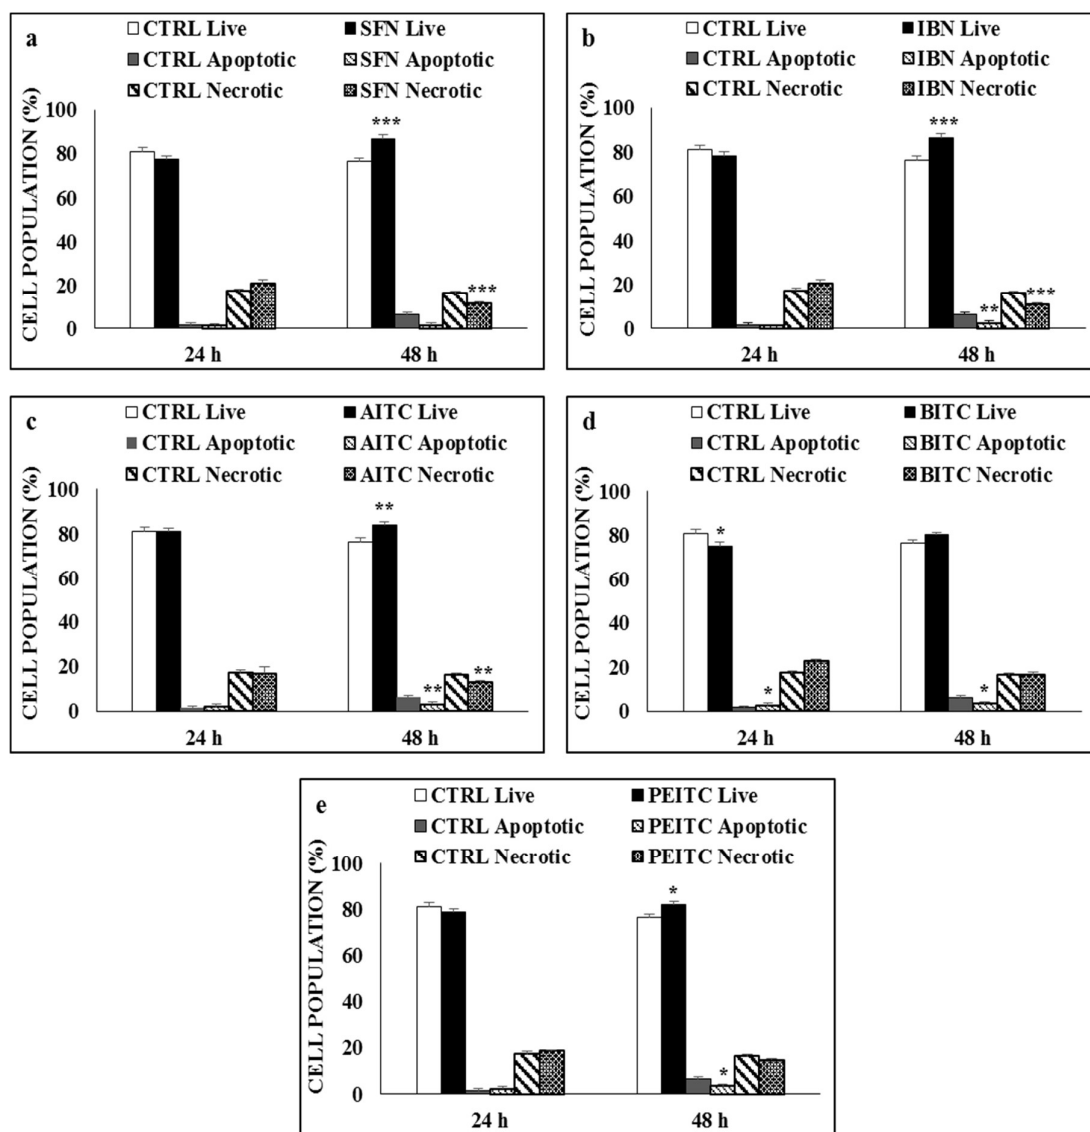 a
CTRL Live SFN Live
CTRL Apoptotic SFN Apoptotic
CTRL Necrotic SFN Necrotic
CELL POPULATION (%)
100
80
60
40
20
0
***
***
24 h 48 h
b
CTRL Live IBN Live
CTRL Apoptotic IBN Apoptotic
CTRL Necrotic IBN Necrotic
CELL POPULATION (%)
100
80
60
40
20
0
***
** ***
24 h 48 h
c
CTRL Live AITC Live
CTRL Apoptotic AITC Apoptotic
CTRL Necrotic AITC Necrotic
CELL POPULATION (%)
100
80
60
40
20
0
**
** **
24 h 48 h
d
CTRL Live BITC Live
CTRL Apoptotic BITC Apoptotic
CTRL Necrotic BITC Necrotic
CELL POPULATION (%)
100
80
60
40
20
0
*
* *
24 h 48 h
e
CTRL Live PEITC Live
CTRL Apoptotic PEITC Apoptotic
CTRL Necrotic PEITC Necrotic
CELL POPULATION (%)
100
80
60
40
20
0
*
*
24 h 48 h